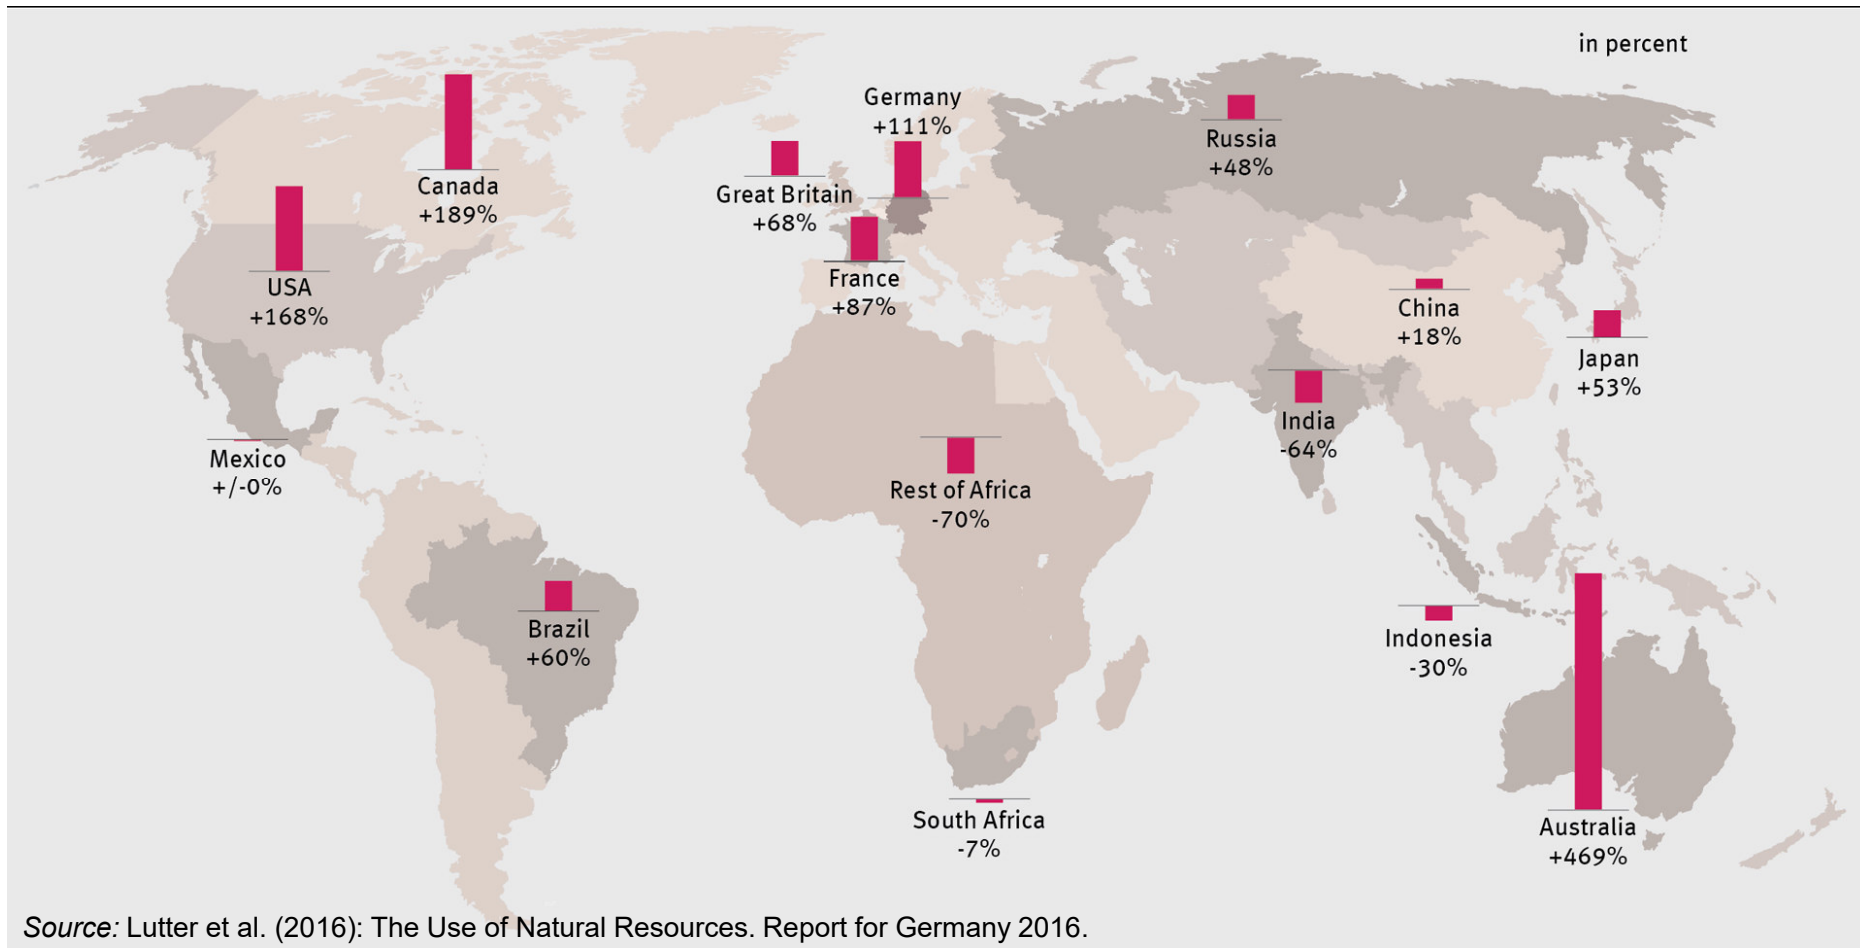 in percent
Germany
+111%
Russia
+48%
Canada
+189%
Great Britain
+68%
France
+87%
USA
+168%
China
+18%
Japan
+53%
India
-64%
Mexico
+/-0%
Rest of Africa
-70%
Brazil
+60%
Indonesia
-30%
South Africa
-7%
Australia
+469%
Source: Lutter et al. (2016): The Use of Natural Resources. Report for Germany 2016.